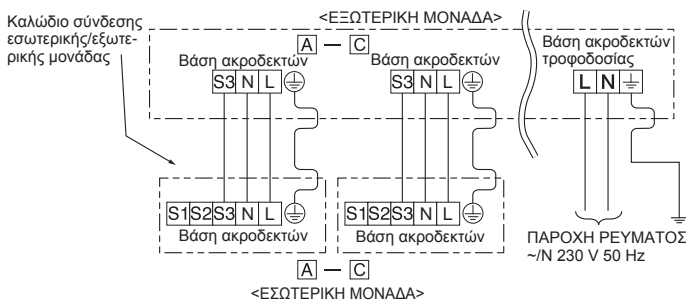 <ΕΞΩΤΕΡΙΚΗ ΜΟΝΑΔΑ>
Καλώδιο σύνδεσης
εσωτερικής/εξωτε-
ρικής μονάδας
A — C
Βάση ακροδεκτών
S3 N L
Βάση ακροδεκτών
S3 N L
Βάση ακροδεκτών
τροφοδοσίας
L N
S1 S2 S3 N L
Βάση ακροδεκτών
S1 S2 S3 N L
Βάση ακροδεκτών
ΠΑΡΟΧΗ ΡΕΥΜΑΤΟΣ
~/N 230 V 50 Hz
A — C
<ΕΣΩΤΕΡΙΚΗ ΜΟΝΑΔΑ>